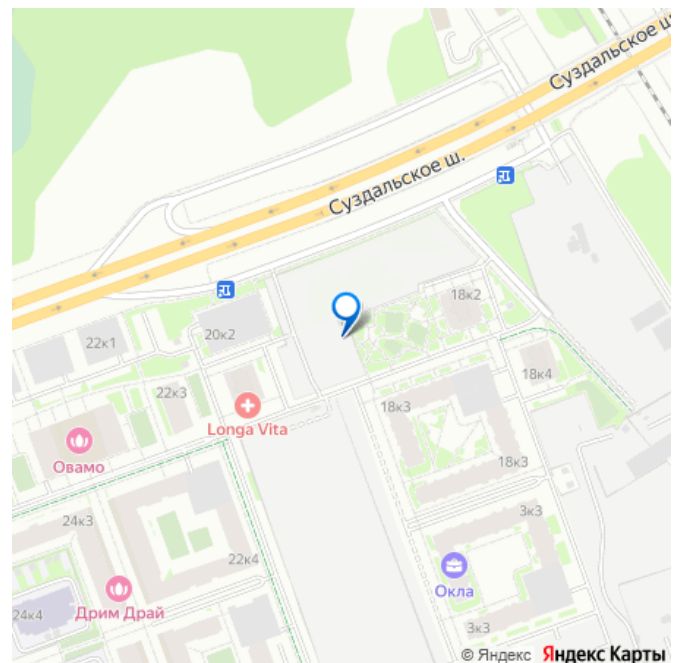 Суздальское ш
Суздальское ш.
18к2
20к2
22к1
18к4
22к3
18к3
Longa Vita
Овамо
18к3
24к3
3к3
22к4
Окла
Дрим Драй
24к4
3к3
© Яндекс Яндекс Карты